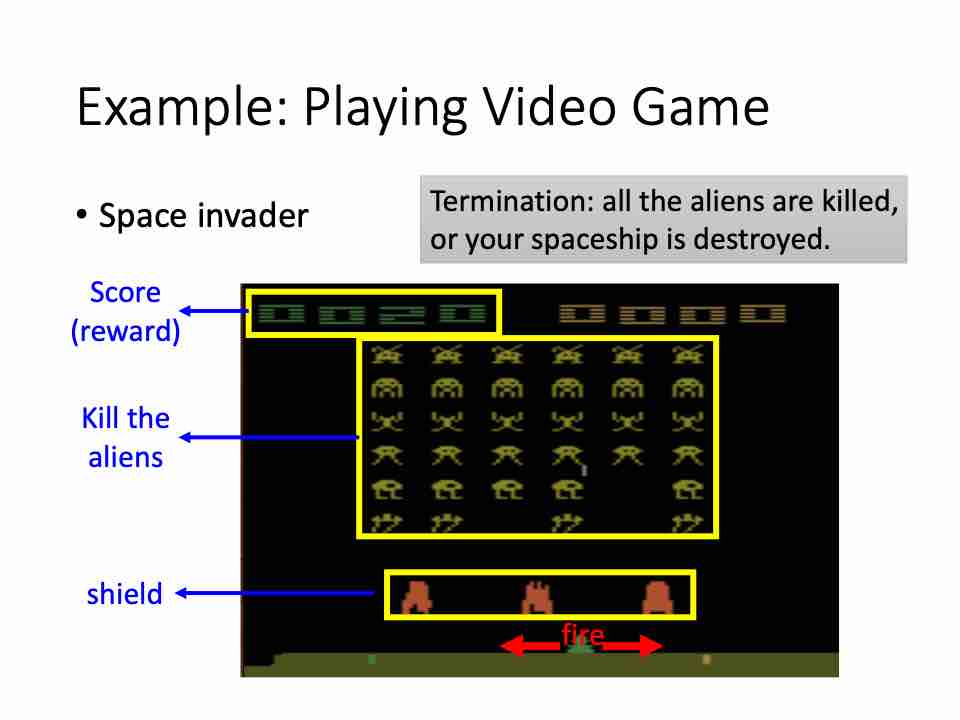 Example: Playing Video Game
• Space invader
Termination: all the aliens are killed,
or your spaceship is destroyed.
Score
(reward)
0020
0000
Kill the
aliens
shield
fire